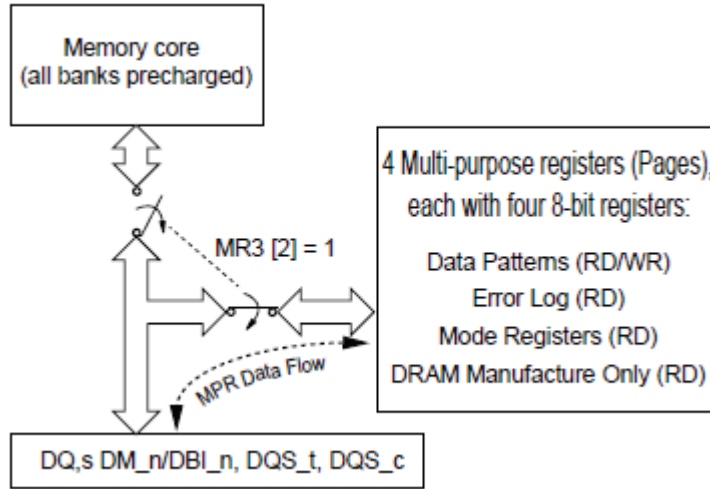 Memory core
(all banks precharged)
4 Multi-purpose registers (Pages),
each with four 8-bit registers:
Data Patterns (RD/WR)
Error Log (RD)
Mode Registers (RD)
DRAM Manufacture Only (RD)
MR3 [2] = 1
MPR Data Flow
DQ,s DM_n/DBI_n, DQS_t, DQS_c